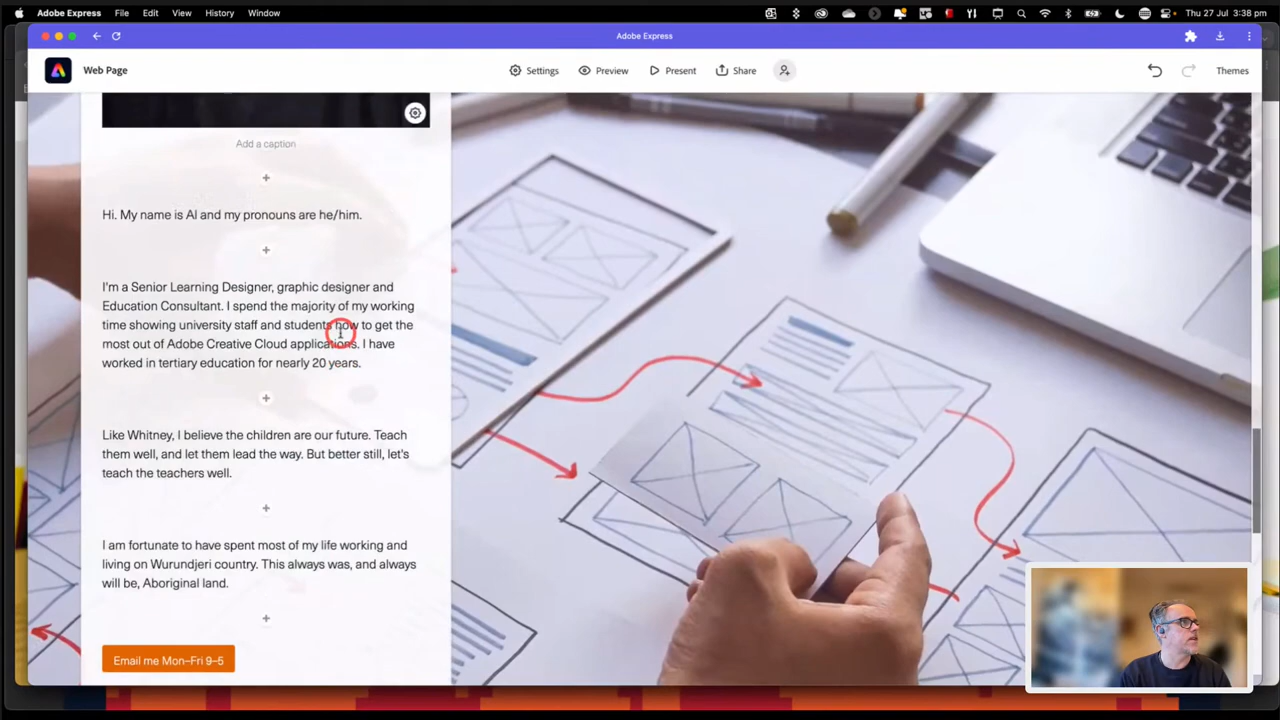 Adobe Express File Edit View History Window Thu 27 Jul 3:38 pm
Adobe Express
Web Page Settings Preview Present Share Themes
Add a caption
Hi. My name is Al and my pronouns are he/him.
I'm a Senior Learning Designer, graphic designer and
Education Consultant. I spend the majority of my working
time showing university staff and students how to get the
most out of Adobe Creative Cloud applications. I have
worked in tertiary education for nearly 20 years.
Like Whitney, I believe the children are our future. Teach
them well, and let them lead the way. But better still, let's
teach the teachers well.
I am fortunate to have spent most of my life working and
living on Wurundjeri country. This always was, and always
will be, Aboriginal land.
Email me Mon–Fri 9–5